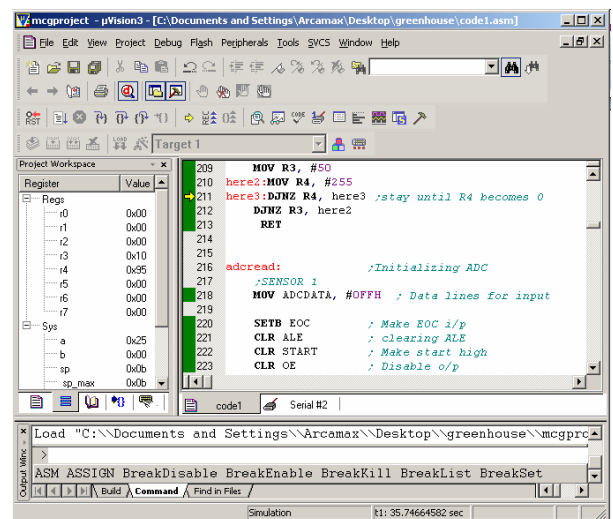 mcgproject - µVision3 - [C:\Documents and Settings\Arcamax\Desktop\greenhouse\code1.asm]
File Edit View Project Debug Flash Peripherals Tools SVCS Window Help
RST
Target 1
Project Workspace
Register Value
Regs
r0 0x00
r1 0x00
r2 0x00
r3 0x10
r4 0x95
r5 0x00
r6 0x00
r7 0x00
Sys
a 0x25
b 0x00
sp 0x0b
sp_max 0x0b
209 MOV R3, #50
210 here2:MOV R4, #255
211 here3:DJNZ R4, here3 ;stay until R4 becomes 0
212 DJNZ R3, here2
213 RET
214
215
216 adcread: ;Initializing ADC
217 ;SENSOR 1
218 MOV ADCDATA, #0FFH ; Data lines for input
219
220 SETB EOC ; Make EOC i/p
221 CLR ALE ; clearing ALE
222 CLR START ; Make start high
223 CLR OE ; Disable o/p
code1 Serial #2
Load "C:\\Documents and Settings\\Arcamax\\Desktop\\greenhouse\\mcgprc
>
ASM ASSIGN BreakDisable BreakEnable BreakKill BreakList BreakSet
Output Winc
Build Command Find in Files
Simulation t1: 35.74664582 sec